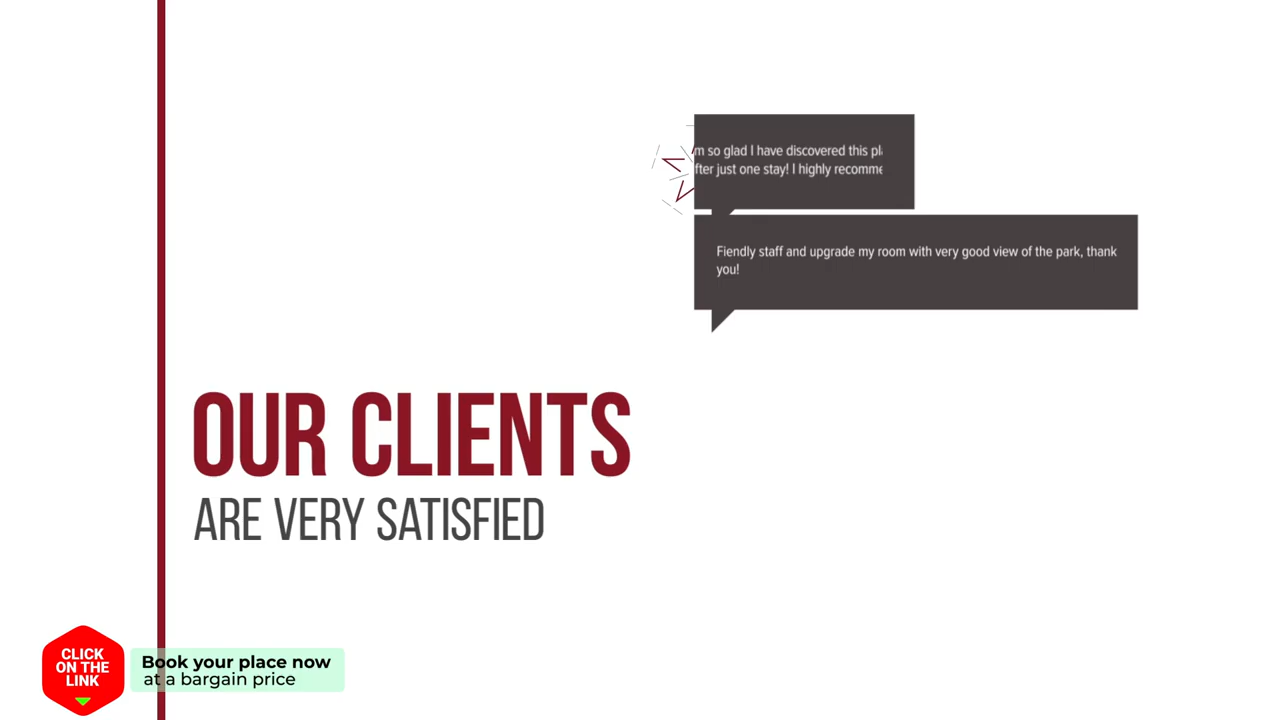 m so glad I have discovered this
fter just one stay! I highly
Fiendly staff and upgrade my room with very good view of the park, thank
you!
OUR CLIENTS
ARE VERY SATISFIED
CLICK
ON THE
LINK
Book your place now
at a bargain price